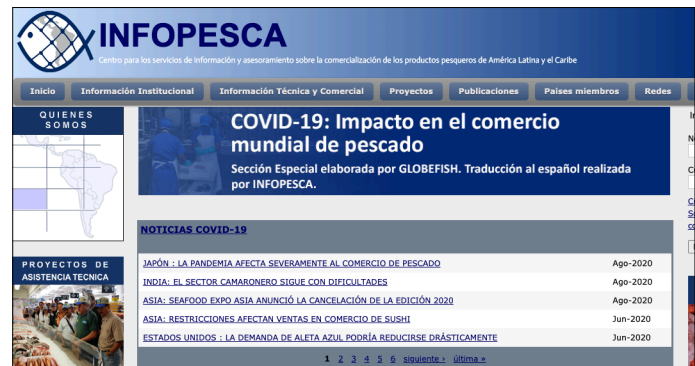 INFOPESCA
Centro para los servicios de información y asesoramiento sobre la comercialización de los productos pesqueros de América Latina y el Caribe
Inicio Información Institucional Información Técnica y Comercial Proyectos Publicaciones Paises miembros Redes
QUIENES
SOMOS
COVID-19: Impacto en el comercio
mundial de pescado
Sección Especial elaborada por GLOBEFISH. Traducción al español realizada
por INFOPESCA.
NOTICIAS COVID-19
JAPÓN : LA PANDEMIA AFECTA SEVERAMENTE AL COMERCIO DE PESCADO Ago-2020
INDIA: EL SECTOR CAMARONERO SIGUE CON DIFICULTADES Ago-2020
ASIA: SEAFOOD EXPO ASIA ANUNCIÓ LA CANCELACIÓN DE LA EDICIÓN 2020 Ago-2020
ASIA: RESTRICCIONES AFECTAN VENTAS EN COMERCIO DE SUSHI Jun-2020
ESTADOS UNIDOS : LA DEMANDA DE ALETA AZUL PODRÍA REDUCIRSE DRÁSTICAMENTE Jun-2020
1 2 3 4 5 6 siguiente › última »
PROYECTOS DE
ASISTENCIA TECNICA